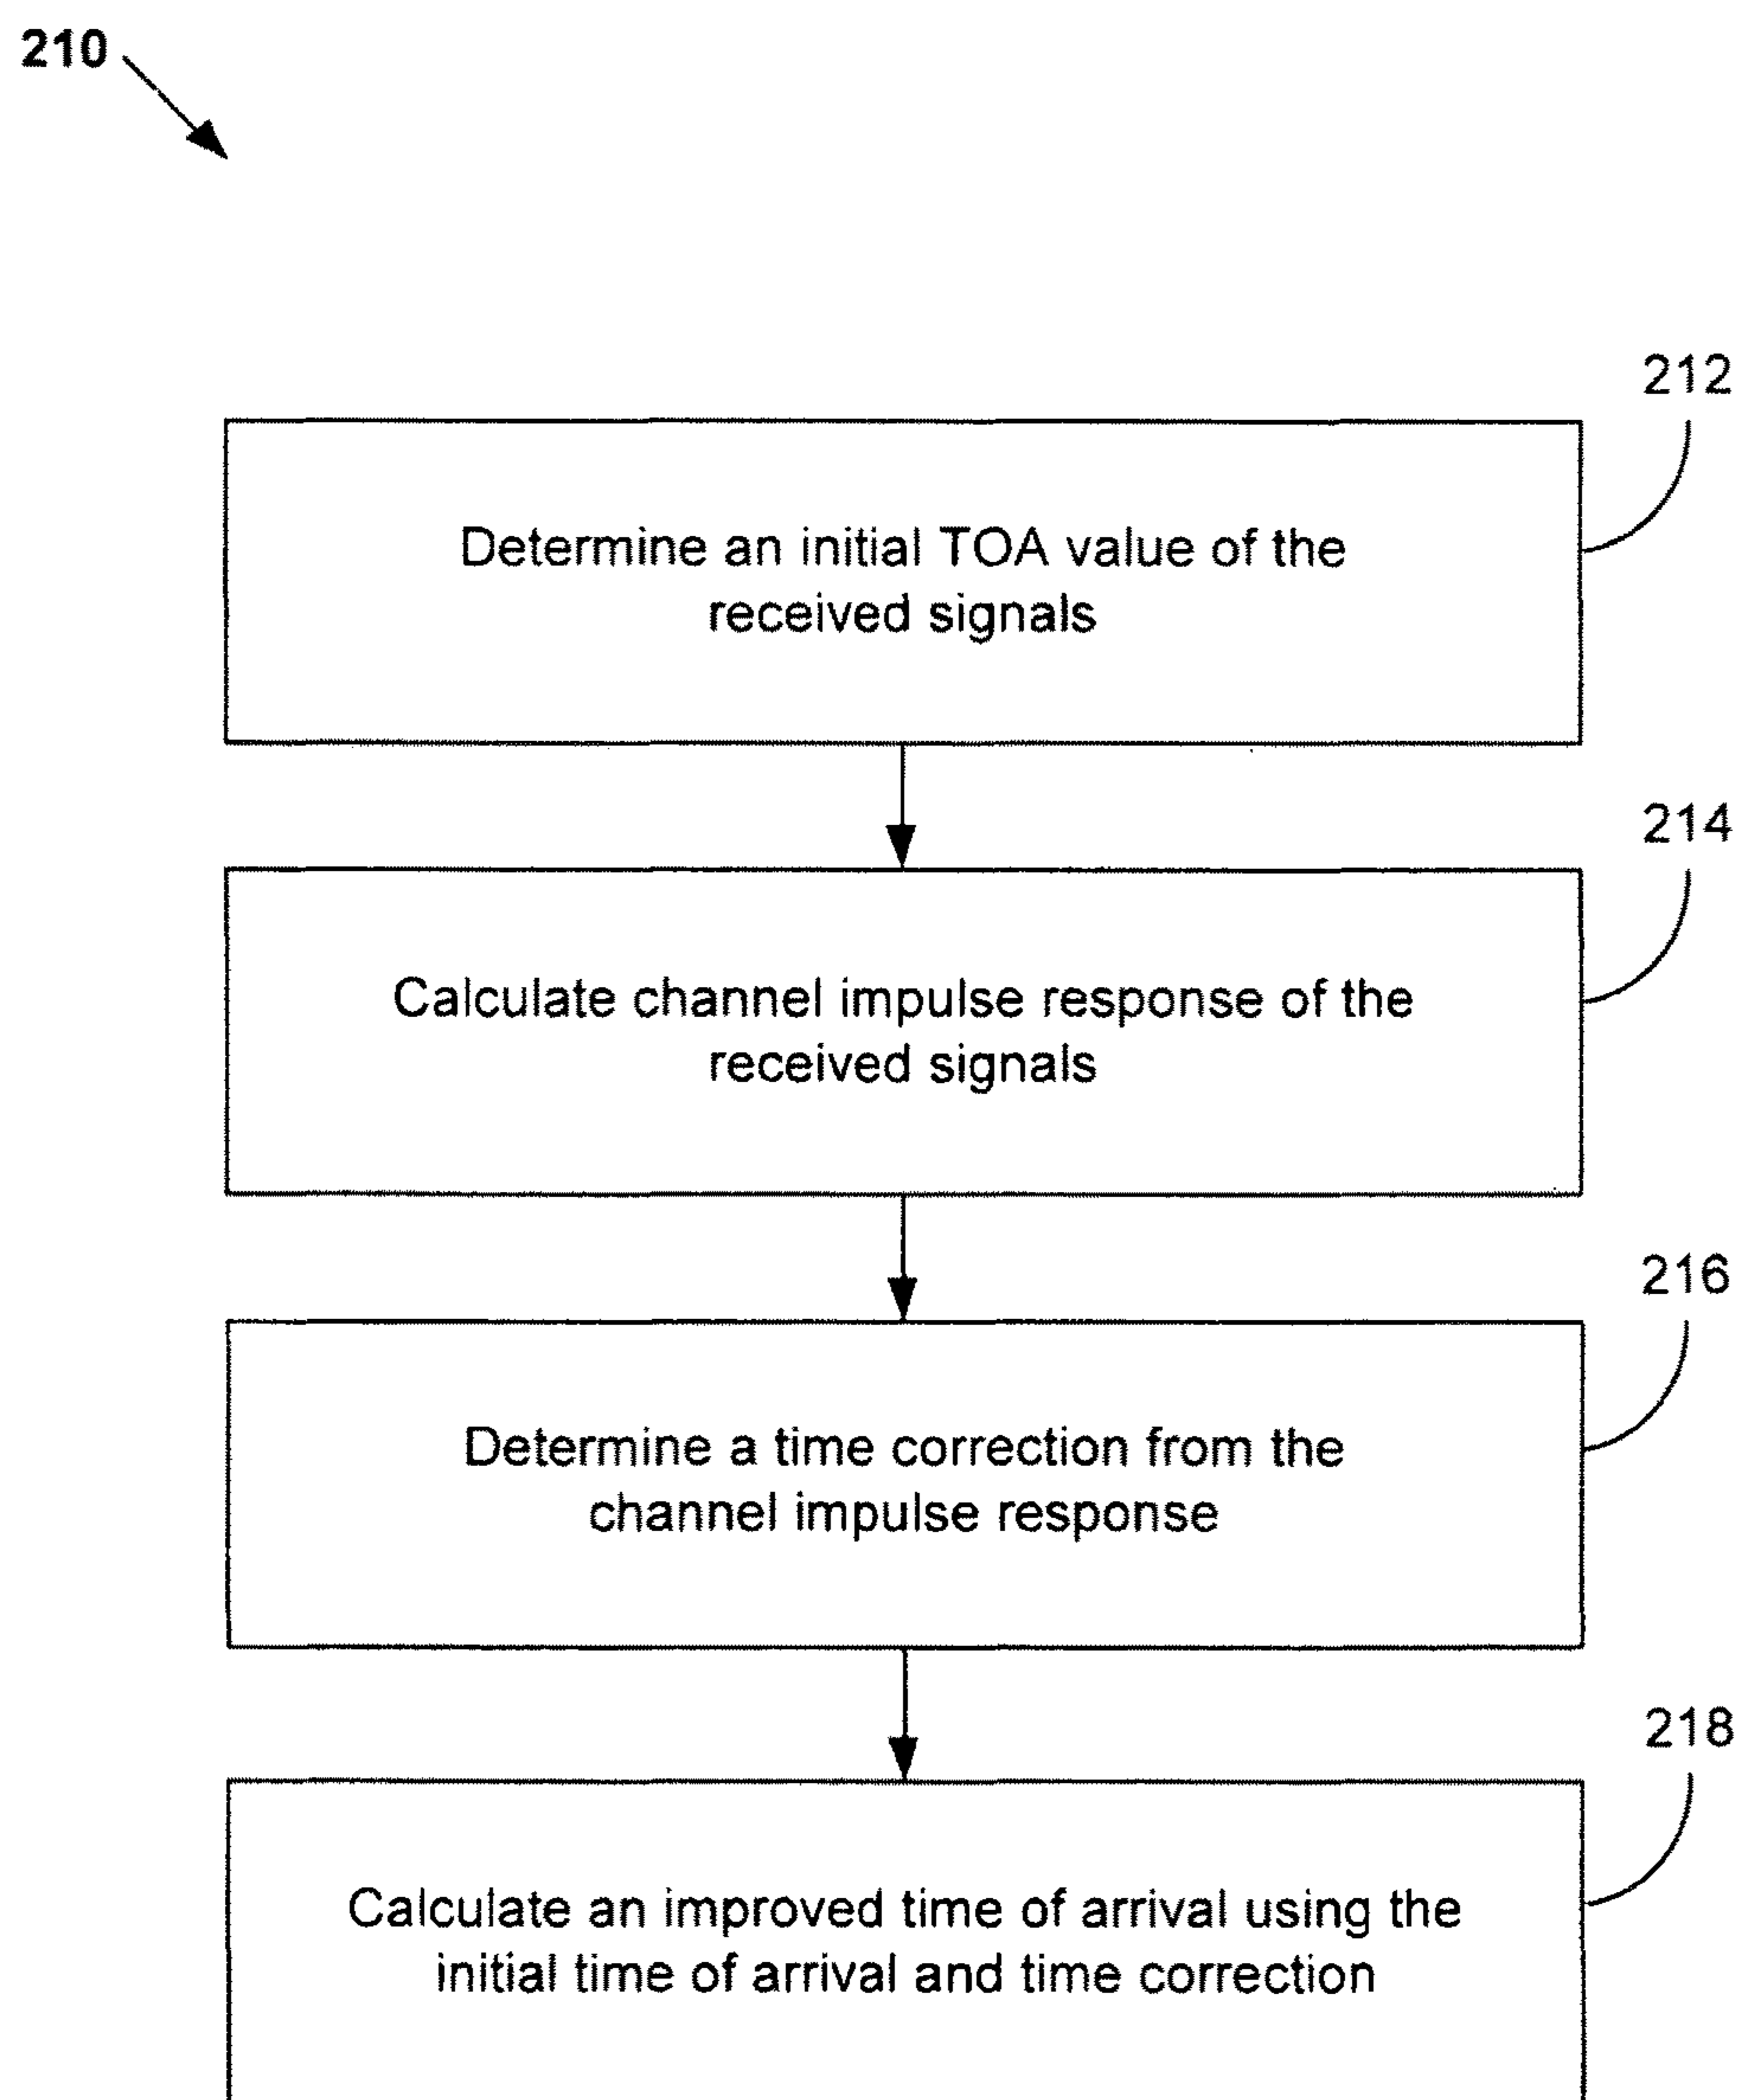 210
212
Determine an initial TOA value of the
received signals
214
Calculate channel impulse response of the
received signals
216
Determine a time correction from the
channel impulse response
218
Calculate an improved time of arrival using the
initial time of arrival and time correction